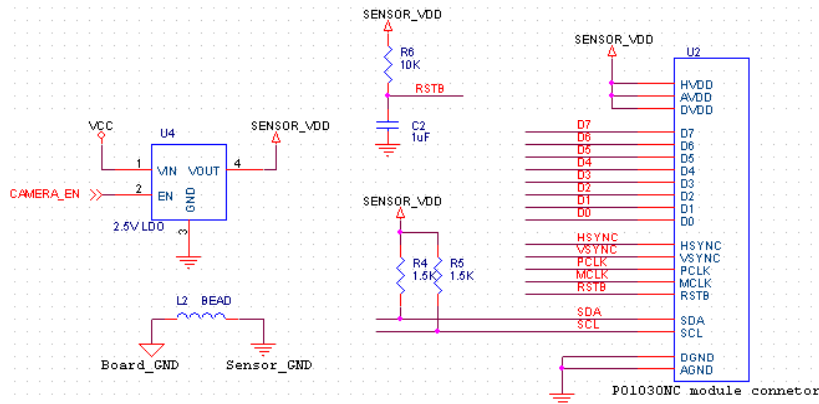 SENSOR_VDD
R6
10K
RSTB
C2
1uF
VCC
U4
SENSOR_VDD
1
VIN
VOUT
4
CAMERA_EN
2
EN
GND
3
2.5V LDO
L2 BEAD
Board_GND
Sensor_GND
SENSOR_VDD
R4
1.5K
R5
1.5K
SENSOR_VDD
U2
HVDD
AVDD
DVDD
D7 D7
D6 D6
D5 D5
D4 D4
D3 D3
D2 D2
D1 D1
D0 D0
HSYNC HSYNC
VSYNC VSYNC
PCLK PCLK
MCLK MCLK
RSTB RSTB
SDA SDA
SCL SCL
DGND
AGND
PO1030NC module connetor